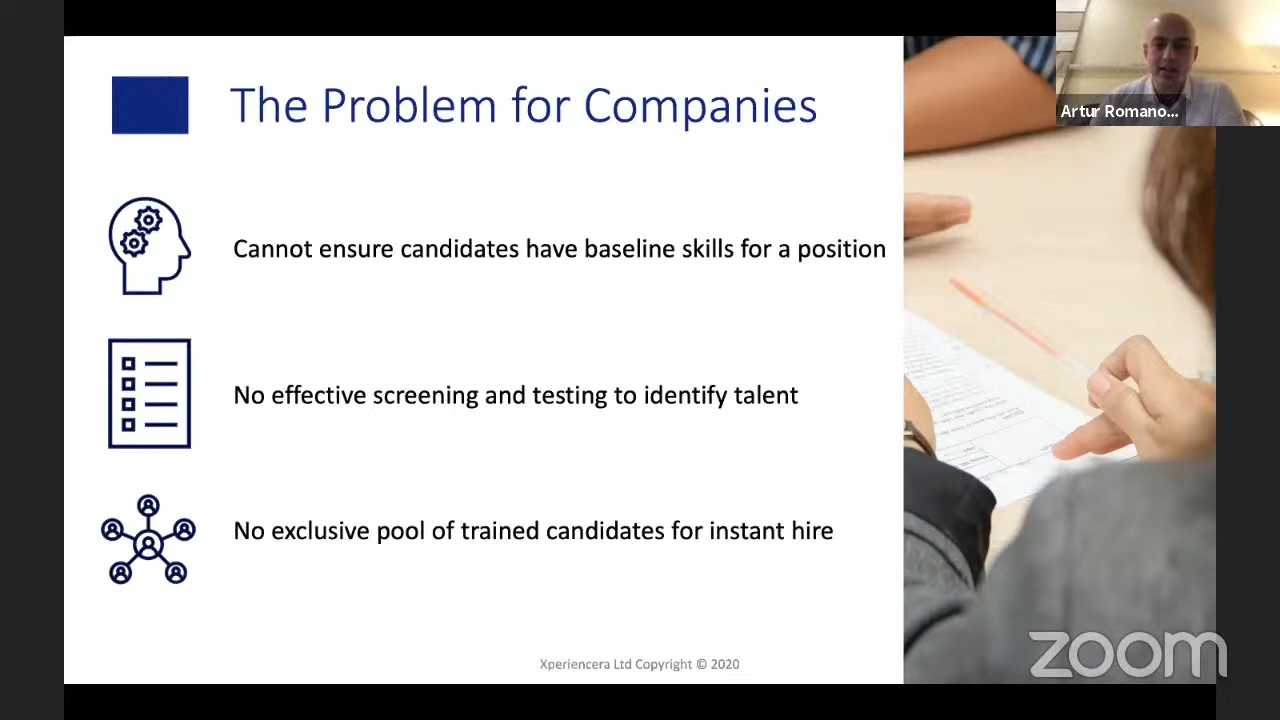 The Problem for Companies
Artur Romano...
Cannot ensure candidates have baseline skills for a position
No effective screening and testing to identify talent
No exclusive pool of trained candidates for instant hire
Xperiencera Ltd Copyright © 2020
zoom